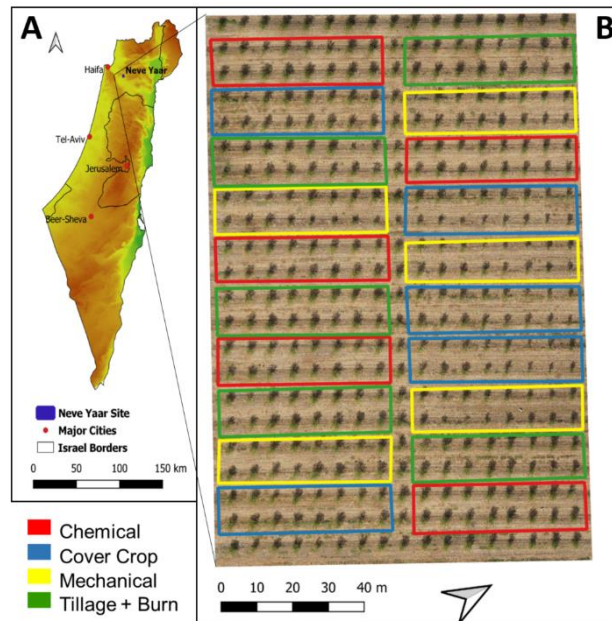 A
B
Haifa
Neve Yaar
Tel-Aviv
Jerusalem
Beer-Sheva
Neve Yaar Site
Major Cities
Israel Borders
0 50 100 150 km
Chemical
Cover Crop
Mechanical
Tillage + Burn
0 10 20 30 40 m